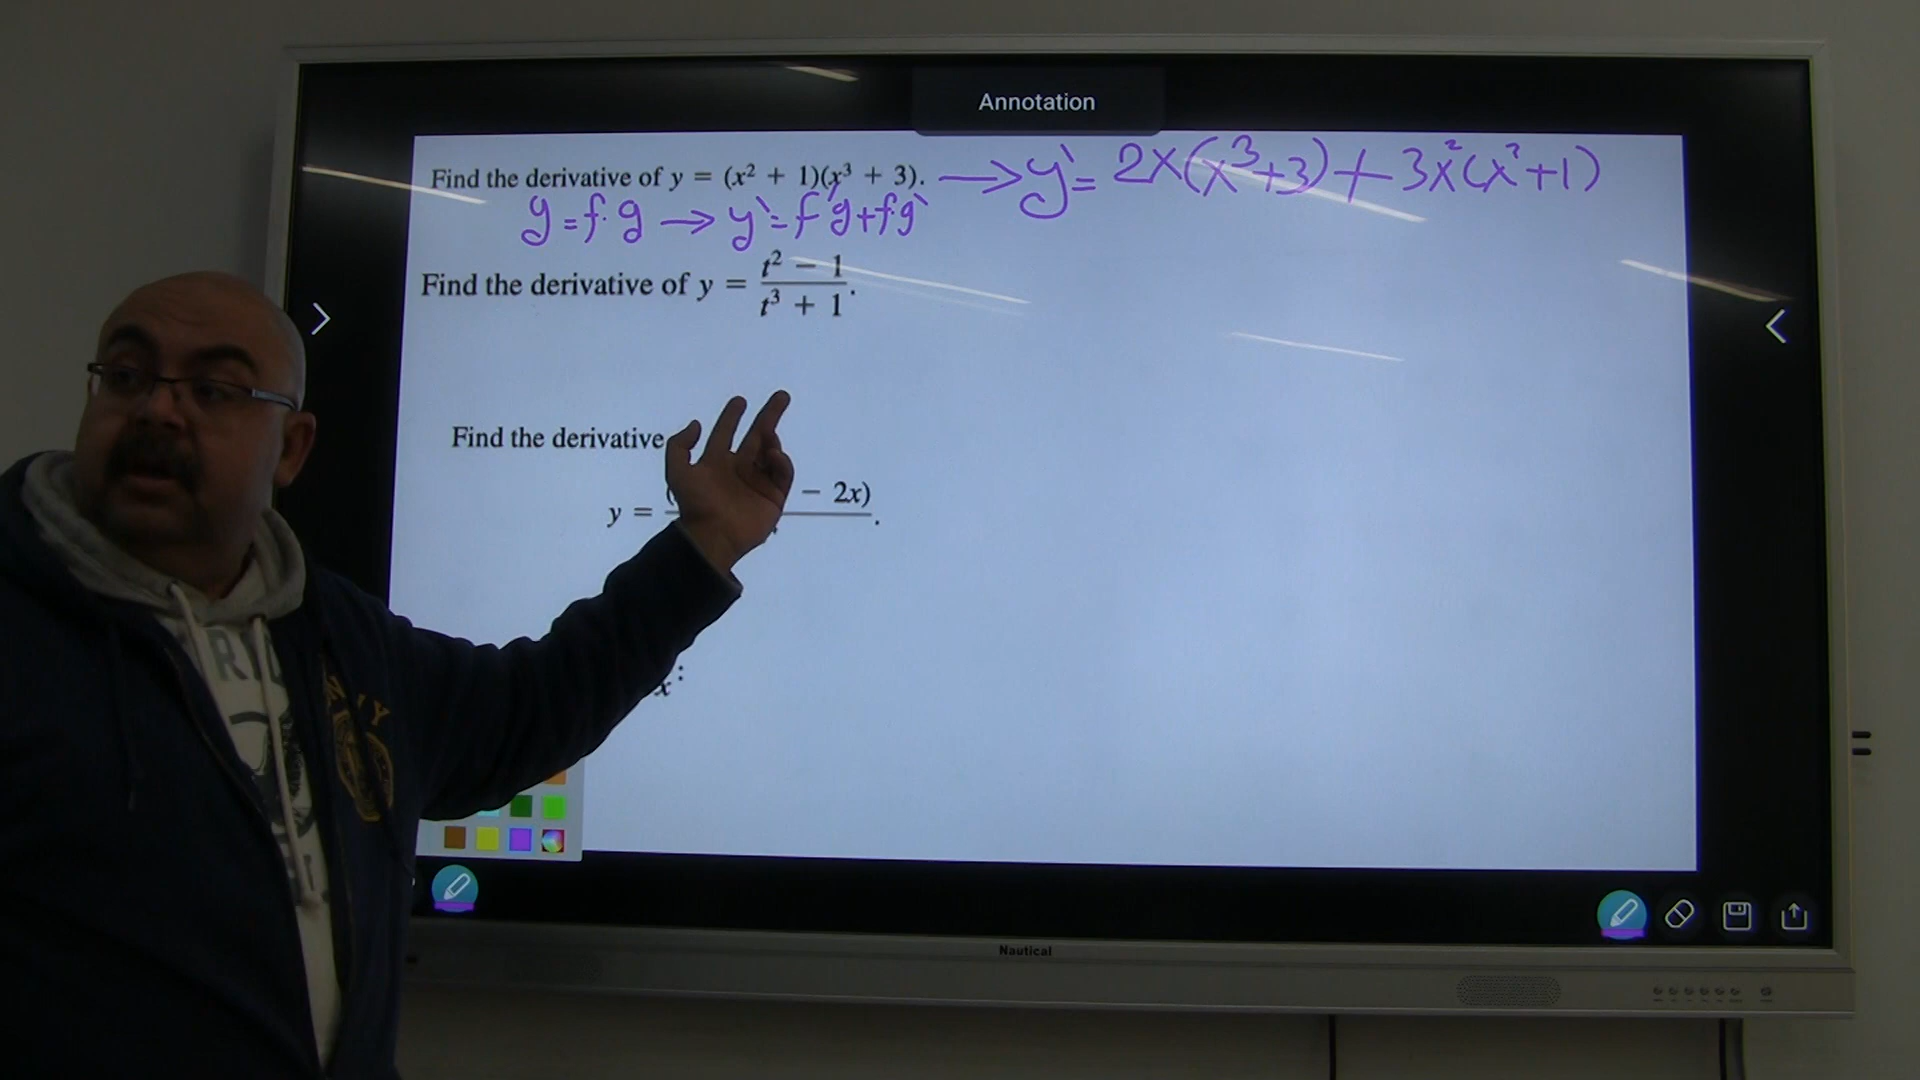 Annotation
Find the derivative of y = (x² + 1)(x³ + 3). → y` = 2x(x³+3) + 3x²(x²+1)
y = f·g → y` = f`g + f·g`
Find the derivative of y = (t² − 1)/(t³ + 1).
Find the derivative
y = ( − 2x) .
x:
NAVY
Nautical